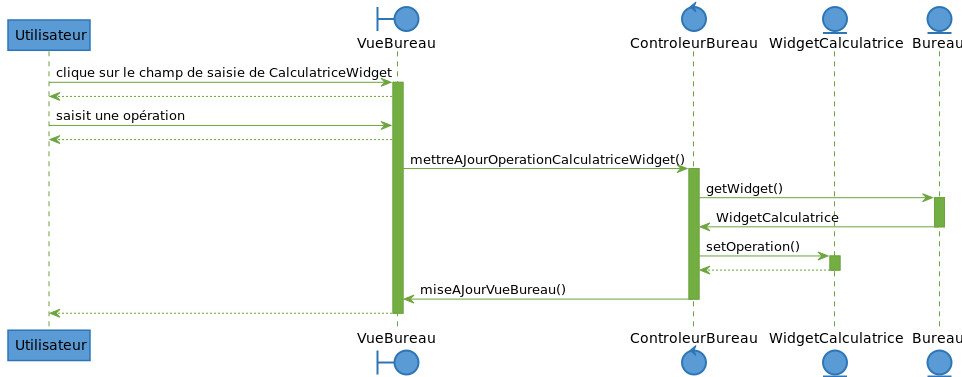 Utilisateur
VueBureau
ControleurBureau
WidgetCalculatrice
Bureau
clique sur le champ de saisie de CalculatriceWidget
saisit une opération
mettreAJourOperationCalculatriceWidget()
getWidget()
WidgetCalculatrice
setOperation()
miseAJourVueBureau()
Utilisateur
VueBureau
ControleurBureau
WidgetCalculatrice
Bureau